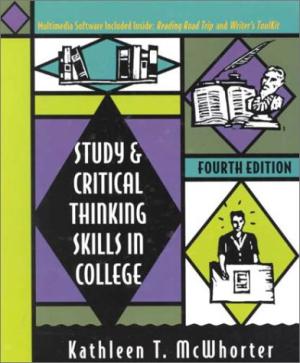 Multimedia Software Included Inside: Reading Road Trip and Writer's ToolKit
STUDY &
CRITICAL
THINKING
SKILLS IN
COLLEGE
FOURTH EDITION
Kathleen T. McWhorter